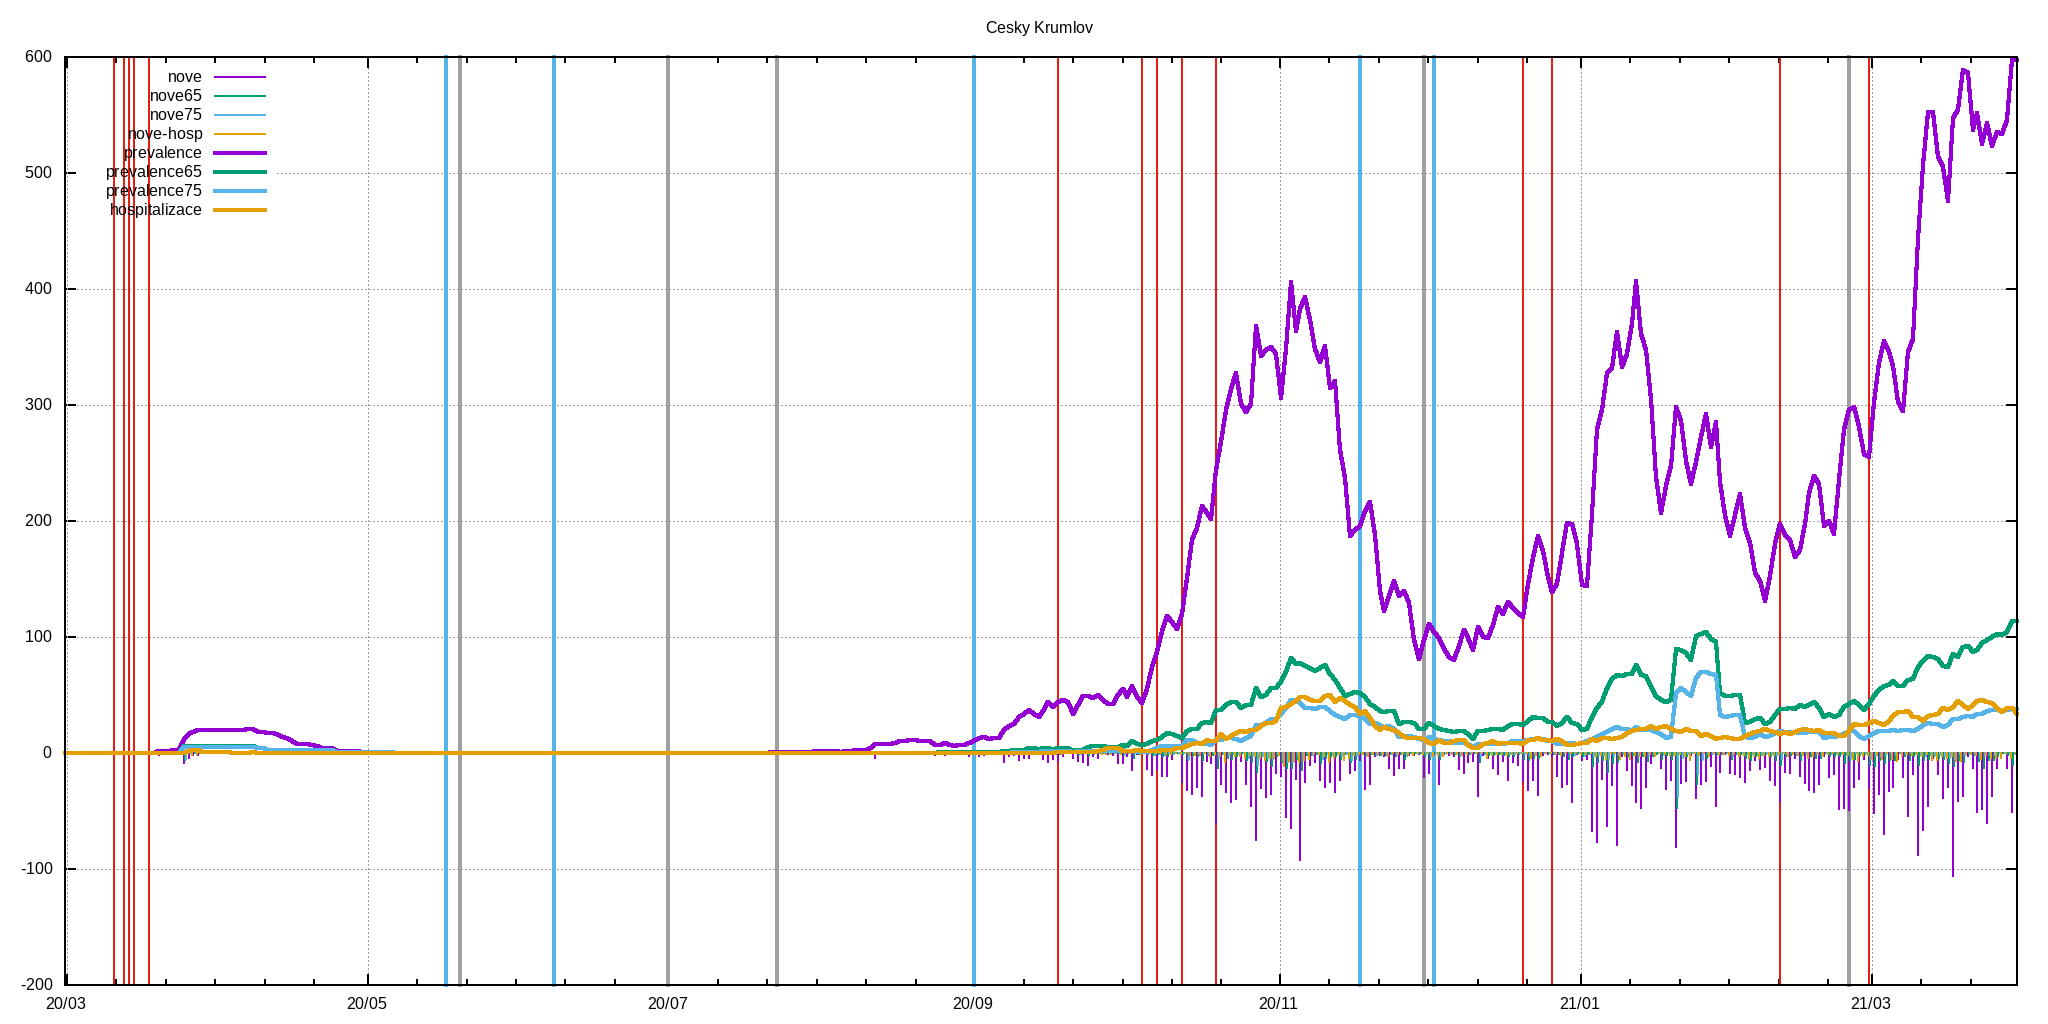 Cesky Krumlov
600
500
400
300
200
100
0
-100
-200
nove
nove65
nove75
nove-hosp
prevalence
prevalence65
prevalence75
hospitalizace
20/03 20/05 20/07 20/09 20/11 21/01 21/03